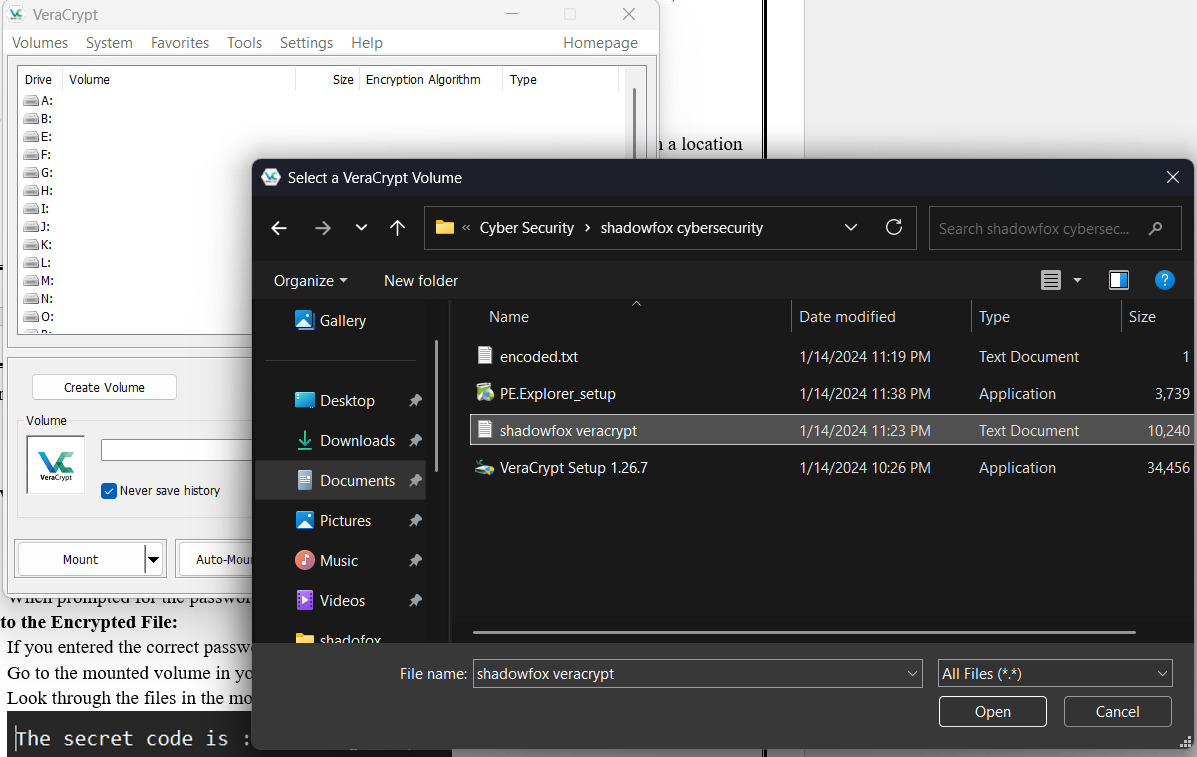 VeraCrypt
Volumes System Favorites Tools Settings Help Homepage
Drive Volume Size Encryption Algorithm Type
A:
B:
E:
F:
G:
H:
I:
J:
K:
L:
M:
N:
O:
Create Volume
Volume
VeraCrypt
Never save history
Mount
Auto-Mou
a location
Select a VeraCrypt Volume
« Cyber Security › shadowfox cybersecurity
Search shadowfox cybersec...
Organize New folder
Gallery
Desktop
Downloads
Documents
Pictures
Music
Videos
shadofox
Name Date modified Type Size
encoded.txt 1/14/2024 11:19 PM Text Document 1
PE.Explorer_setup 1/14/2024 11:38 PM Application 3,739
shadowfox veracrypt 1/14/2024 11:23 PM Text Document 10,240
VeraCrypt Setup 1.26.7 1/14/2024 10:26 PM Application 34,456
File name: shadowfox veracrypt All Files (*.*)
Open Cancel
When prompted for the passwor
to the Encrypted File:
If you entered the correct passw
Go to the mounted volume in yo
Look through the files in the mo
The secret code is :